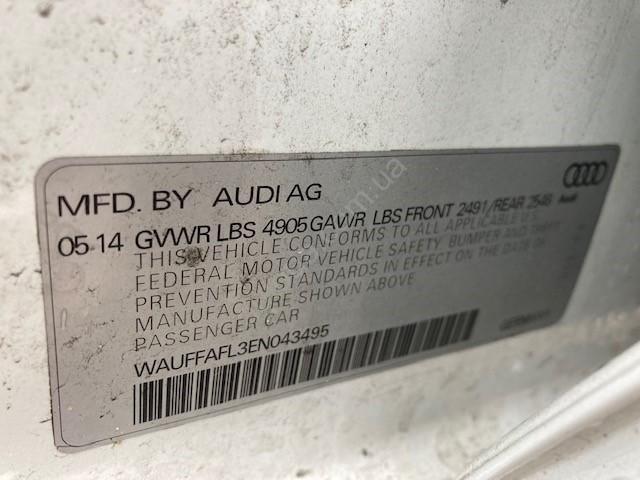 MFD. BY AUDI AG
Audi
05.14 GVWR LBS 4905 GAWR LBS FRONT 2491/REAR 2548
THIS VEHICLE CONFORMS TO ALL APPLICABLE U.S.
FEDERAL MOTOR VEHICLE SAFETY, BUMPER AND THEFT
PREVENTION STANDARDS IN EFFECT ON THE DATE OF
MANUFACTURE SHOWN ABOVE
PASSENGER CAR
WAUFFAFL3EN043495
GERMANY